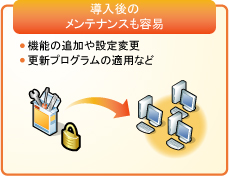 導入後の
メンテナンスも容易
● 機能の追加や設定変更
● 更新プログラムの適用など